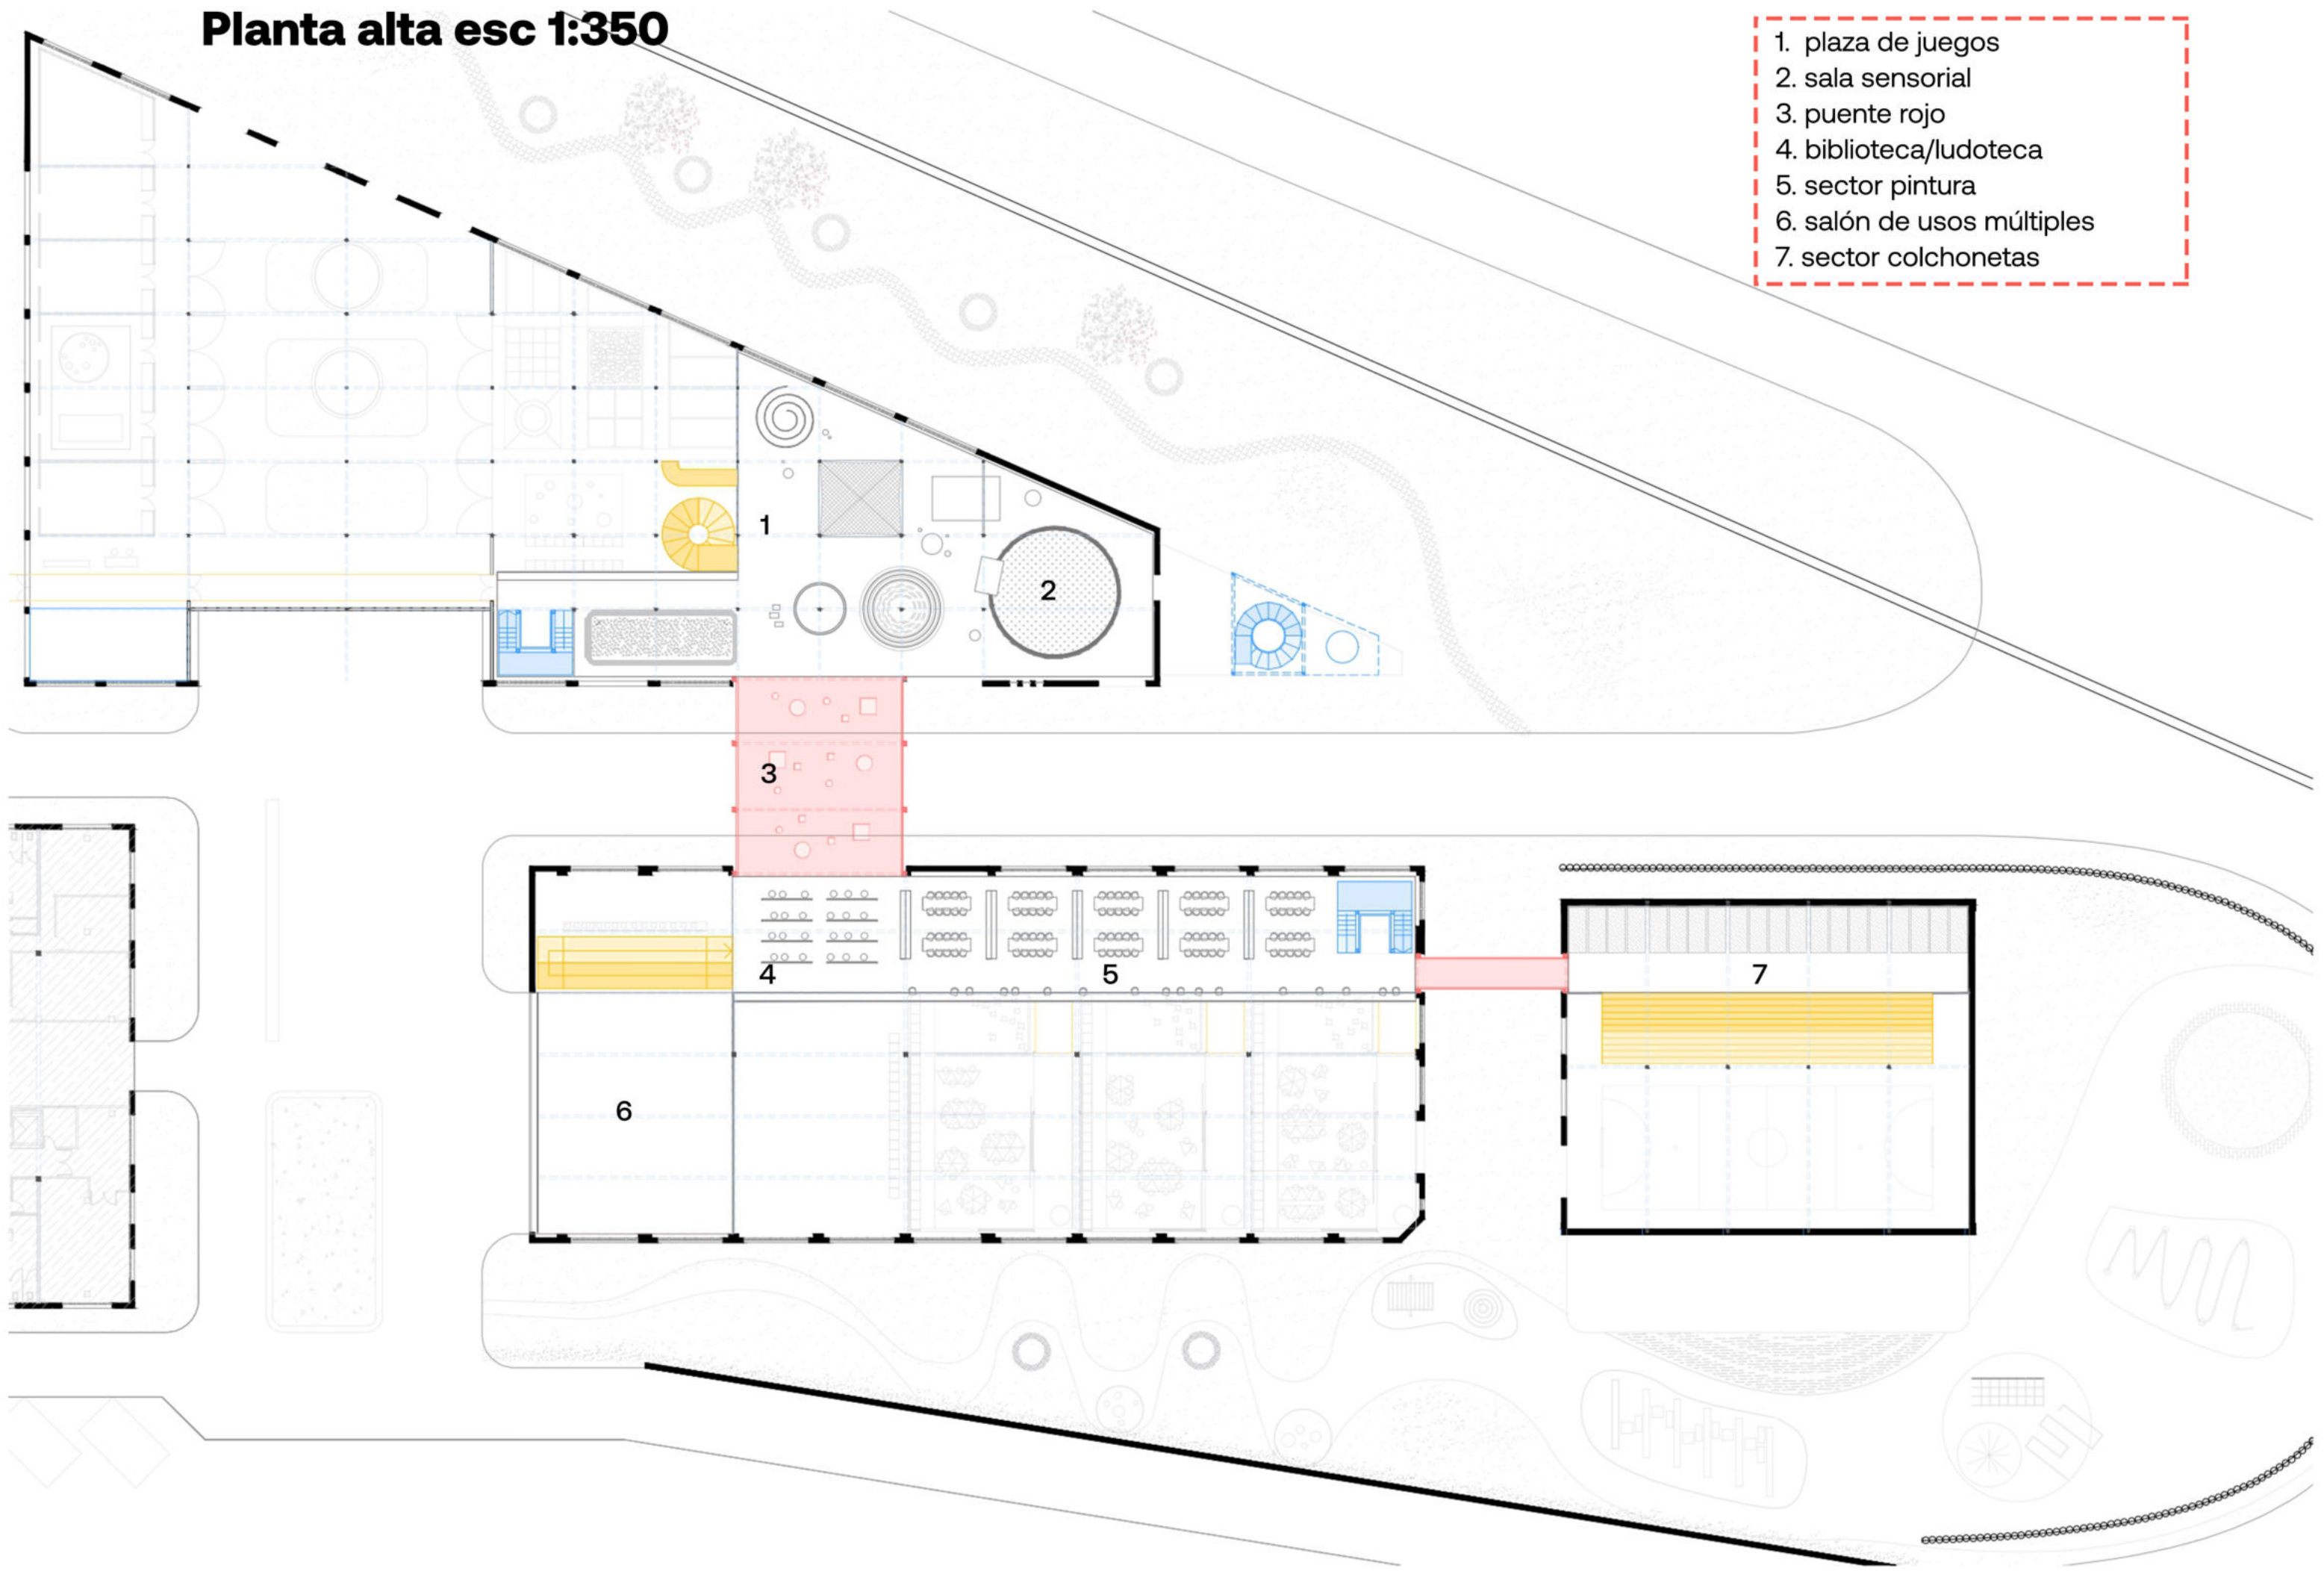 Planta alta esc 1:350
1. plaza de juegos
2. sala sensorial
3. puente rojo
4. biblioteca/ludoteca
5. sector pintura
6. salón de usos múltiples
7. sector colchonetas
1
2
3
4
5
7
6